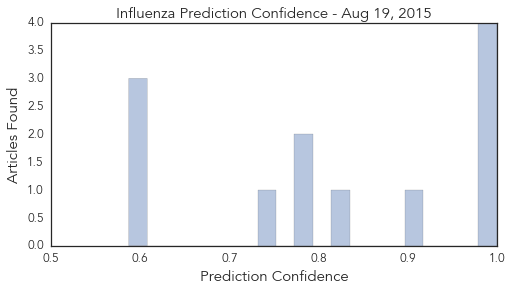 Influenza Prediction Confidence - Aug 19, 2015
4.0
3.5
3.0
2.5
2.0
1.5
1.0
0.5
0.0
Articles Found
0.5 0.6 0.7 0.8 0.9 1.0
Prediction Confidence